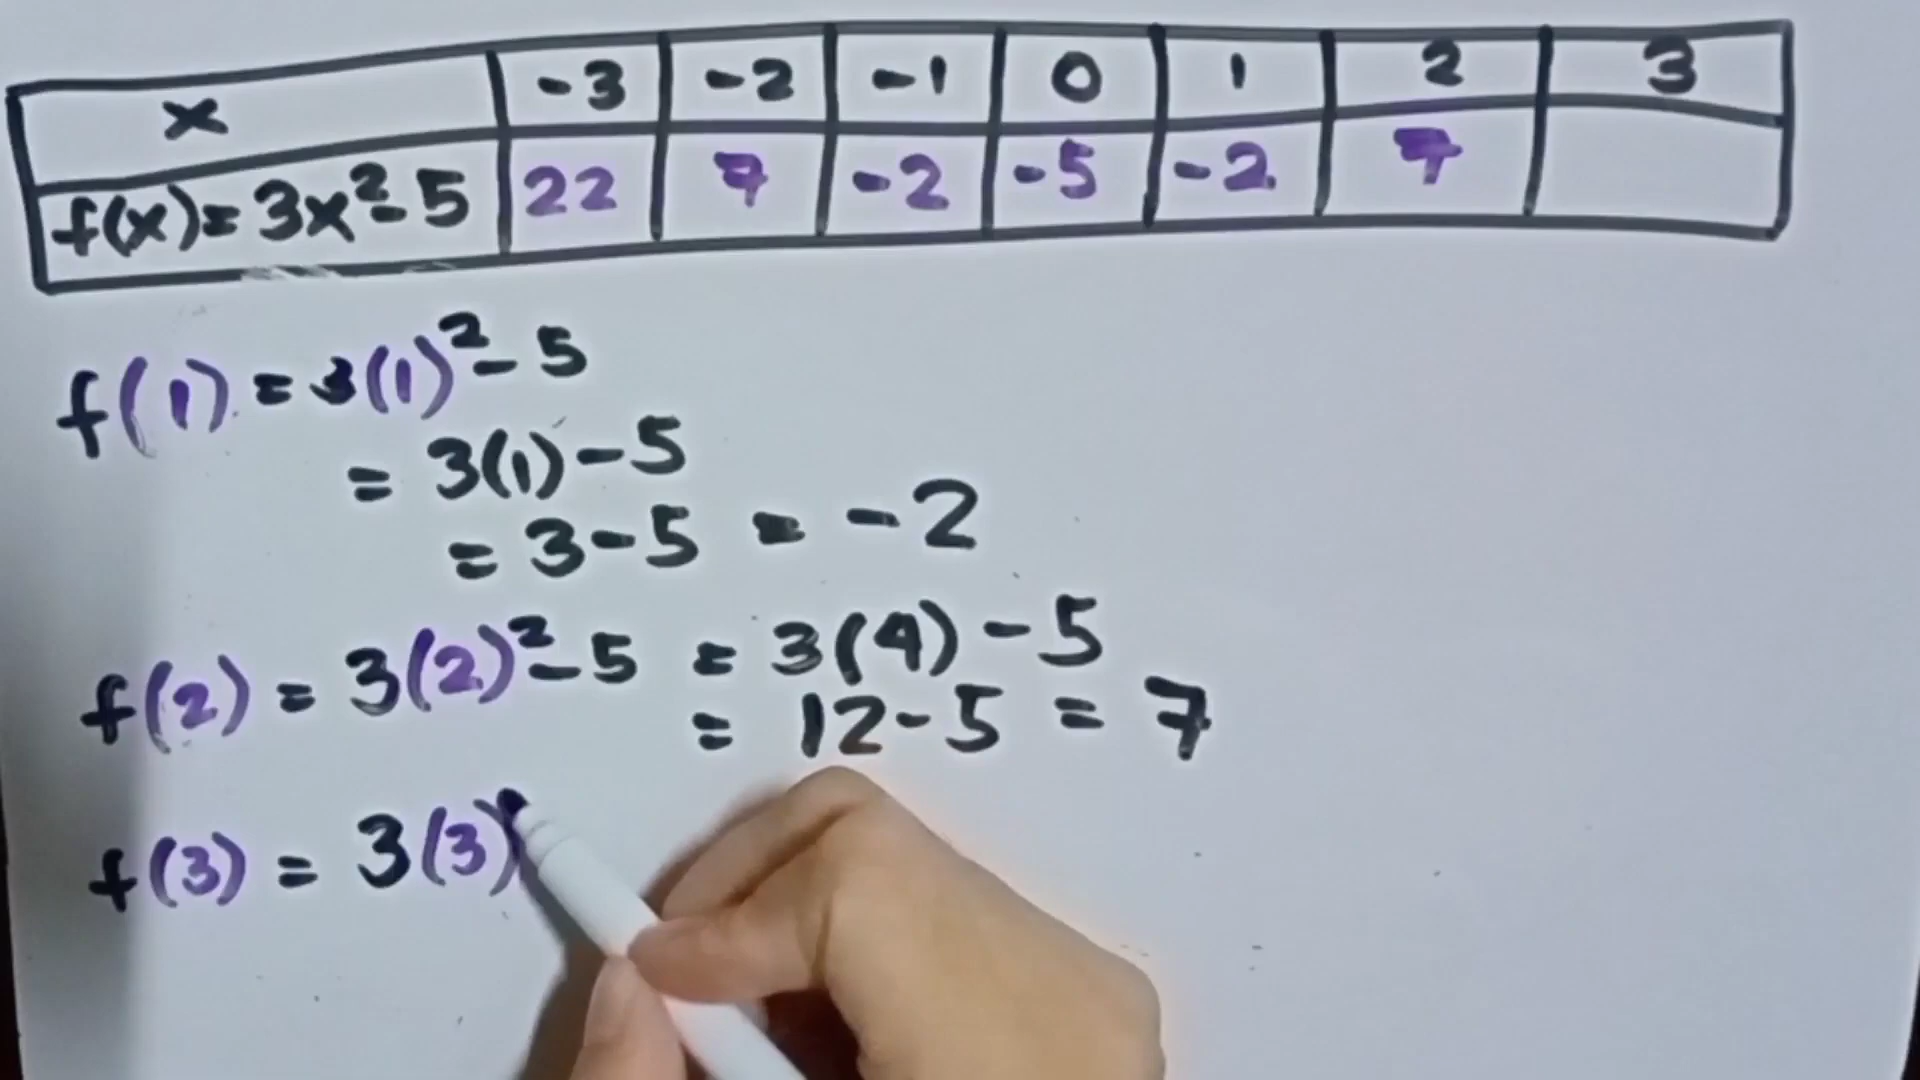 x -3 -2 -1 0 1 2 3
f(x)= 3x²-5 22 7 -2 -5 -2 7
f(1) = 3(1)²-5
= 3(1)-5
= 3-5 = -2
f(2) = 3(2)²-5 = 3(4)-5
= 12-5 = 7
f(3) = 3(3)